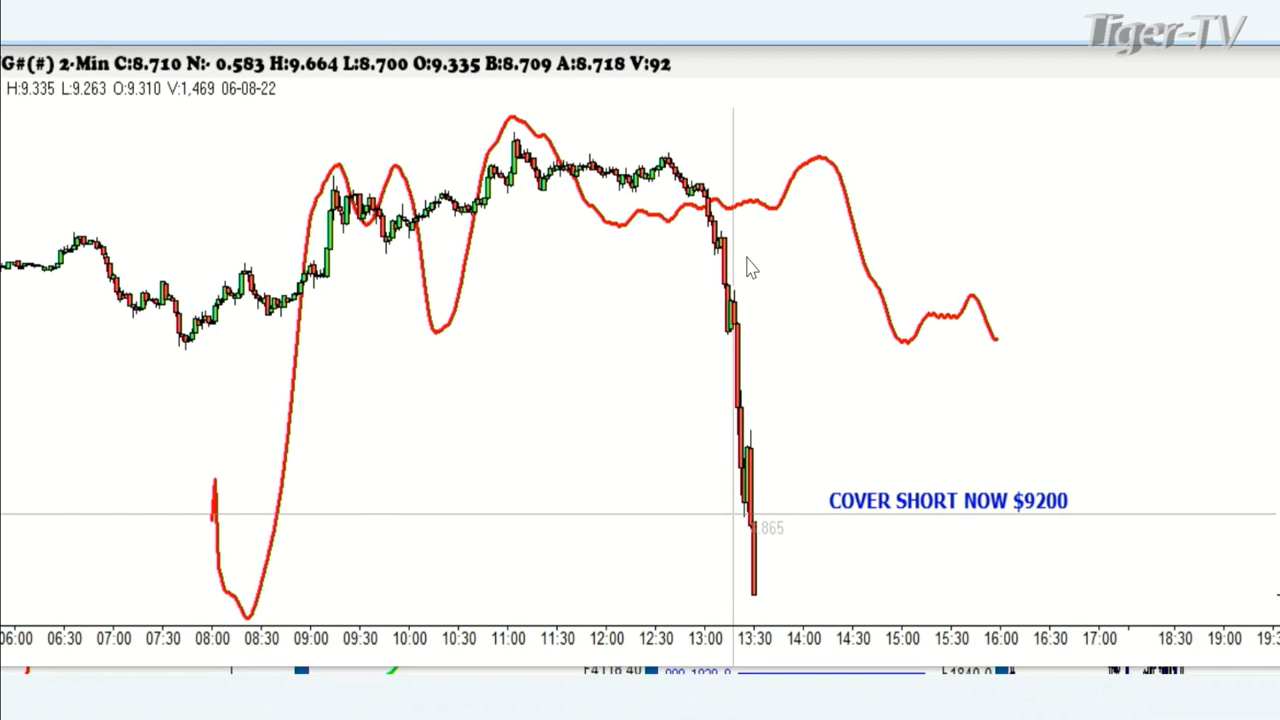 Tiger-TV
G#(#) 2-Min C:8.710 N:- 0.583 H:9.664 L:8.700 O:9.335 B:8.709 A:8.718 V:92
H:9.335 L:9.263 O:9.310 V:1,469 06-08-22
COVER SHORT NOW $9200
.865
06:00 06:30 07:00 07:30 08:00 08:30 09:00 09:30 10:00 10:30 11:00 11:30 12:00 12:30 13:00 13:30 14:00 14:30 15:00 15:30 16:00 16:30 17:00 18:30 19:00 19:3